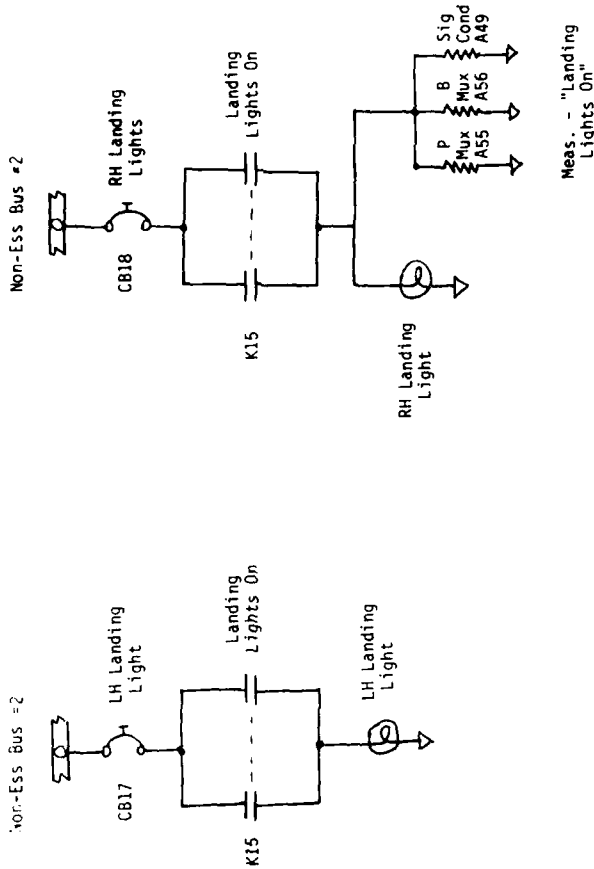 Non-Ess Bus #2
RH Landing
Lights
CB18
Landing
Lights On
K15
RH Landing
Light
P
Mux
A55
B
Mux
A56
Sig
Cond
A49
Meas. - "Landing
Lights On"
Non-Ess Bus =2
LH Landing
Light
CB17
Landing
Lights On
K15
LH Landing
Light